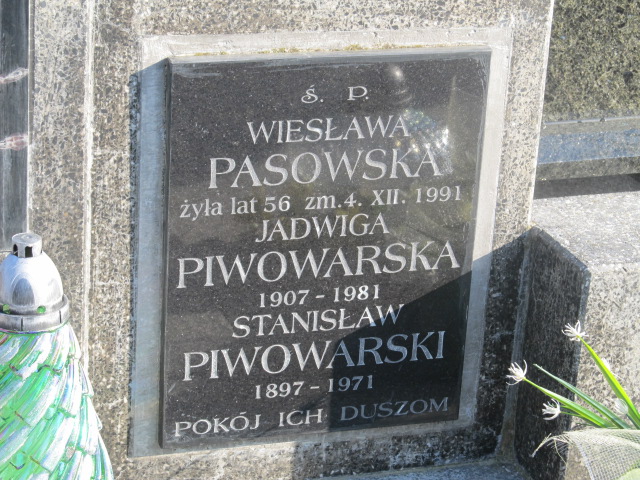 Ś. P.
WIESŁAWA
PASOWSKA
żyła lat 56 zm. 4. XII. 1991
JADWIGA
PIWOWARSKA
1907 - 1981
STANISŁAW
PIWOWARSKI
1897 - 1971
POKÓJ ICH DUSZOM